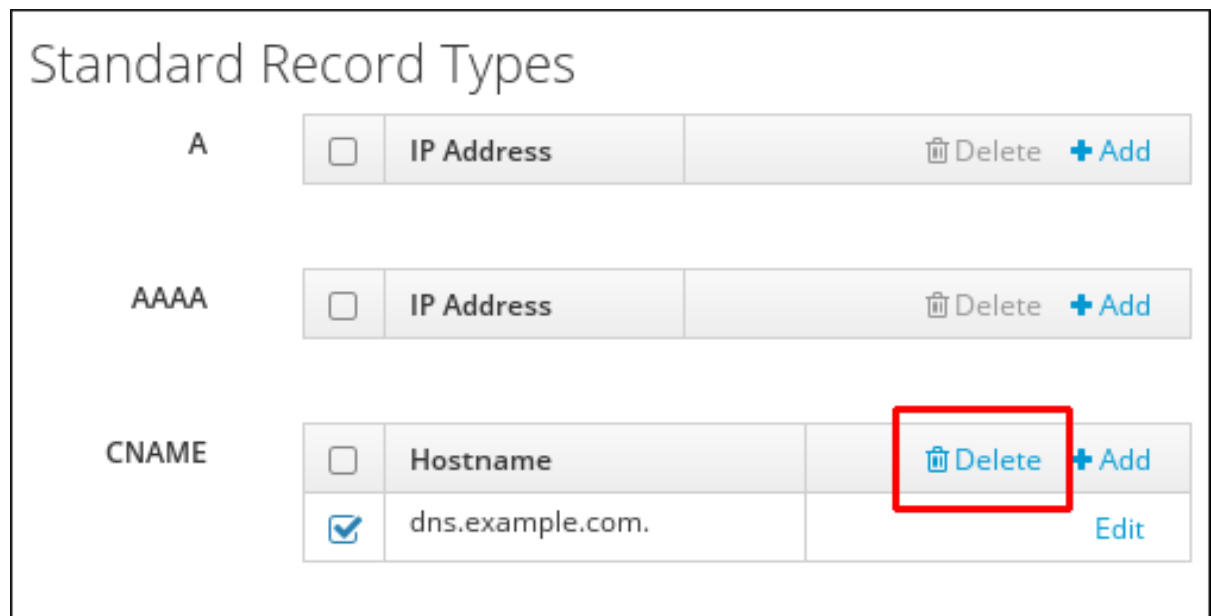 Standard Record Types
A IP Address Delete Add
AAAA IP Address Delete Add
CNAME Hostname Delete Add
dns.example.com. Edit